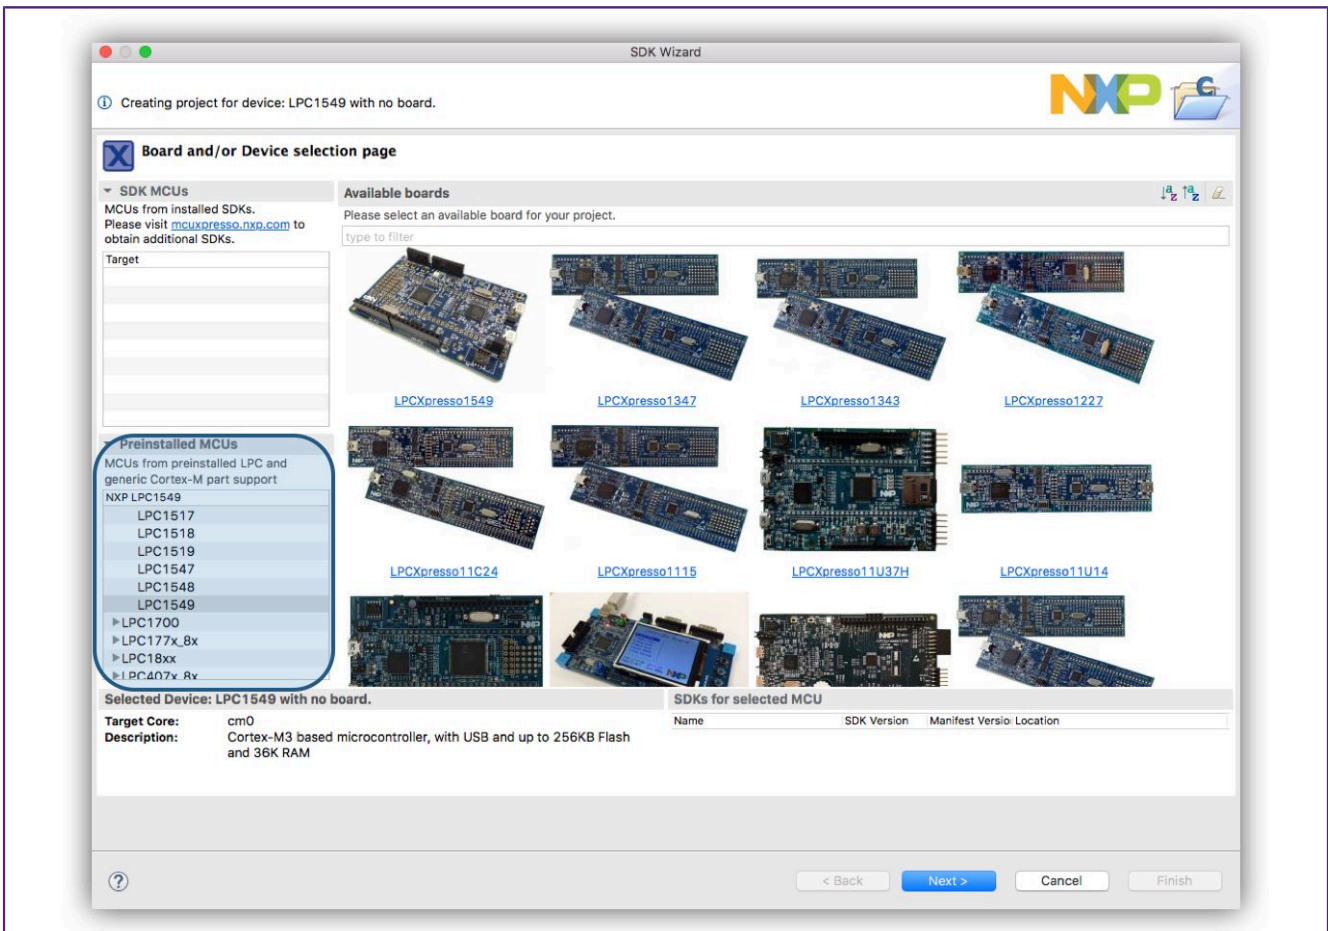 SDK Wizard
Creating project for device: LPC1549 with no board.
NXP
C
Board and/or Device selection page
SDK MCUs
MCUs from installed SDKs.
Please visit mcuxpresso.nxp.com to
obtain additional SDKs.
Target
Preinstalled MCUs
MCUs from preinstalled LPC and
generic Cortex-M part support
NXP LPC1549
LPC1517
LPC1518
LPC1519
LPC1547
LPC1548
LPC1549
LPC1700
LPC177x_8x
LPC18xx
LPC407x_8x
Available boards
Please select an available board for your project.
type to filter
LPCXpresso1549
LPCXpresso1347
LPCXpresso1343
LPCXpresso1227
LPCXpresso11C24
LPCXpresso1115
LPCXpresso11U37H
LPCXpresso11U14
Selected Device: LPC1549 with no board.
Target Core: cm0
Description: Cortex-M3 based microcontroller, with USB and up to 256KB Flash
and 36K RAM
SDKs for selected MCU
Name SDK Version Manifest Versio Location
? < Back Next > Cancel Finish